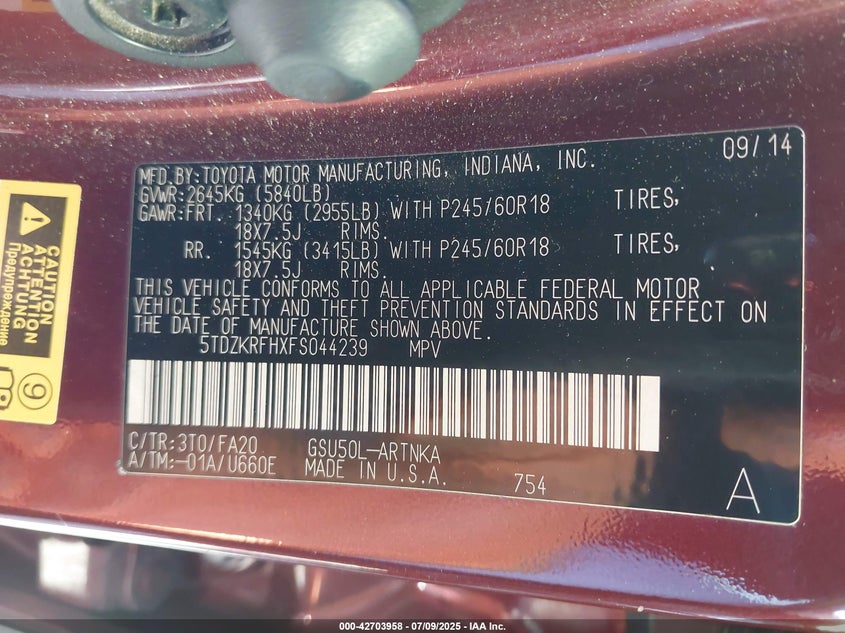 MFD.BY:TOYOTA MOTOR MANUFACTURING, INDIANA, INC. 09/14
GVWR:2645KG (5840LB)
GAWR:FRT. 1340KG (2955LB) WITH P245/60R18 TIRES,
18X7.5J RIMS.
RR. 1545KG (3415LB) WITH P245/60R18 TIRES,
18X7.5J RIMS.
THIS VEHICLE CONFORMS TO ALL APPLICABLE FEDERAL MOTOR
VEHICLE SAFETY AND THEFT PREVENTION STANDARDS IN EFFECT ON
THE DATE OF MANUFACTURE SHOWN ABOVE.
5TDZKRFHXFS044239 MPV
C/TR:3T0/FA20 GSU50L-ARTNKA
A/TM:-01A/U660E MADE IN U.S.A. 754
A
CAUTION
ATTENTION
ACHTUNG
Предупреждение
9
000-42703958 - 07/09/2025 - IAA Inc.